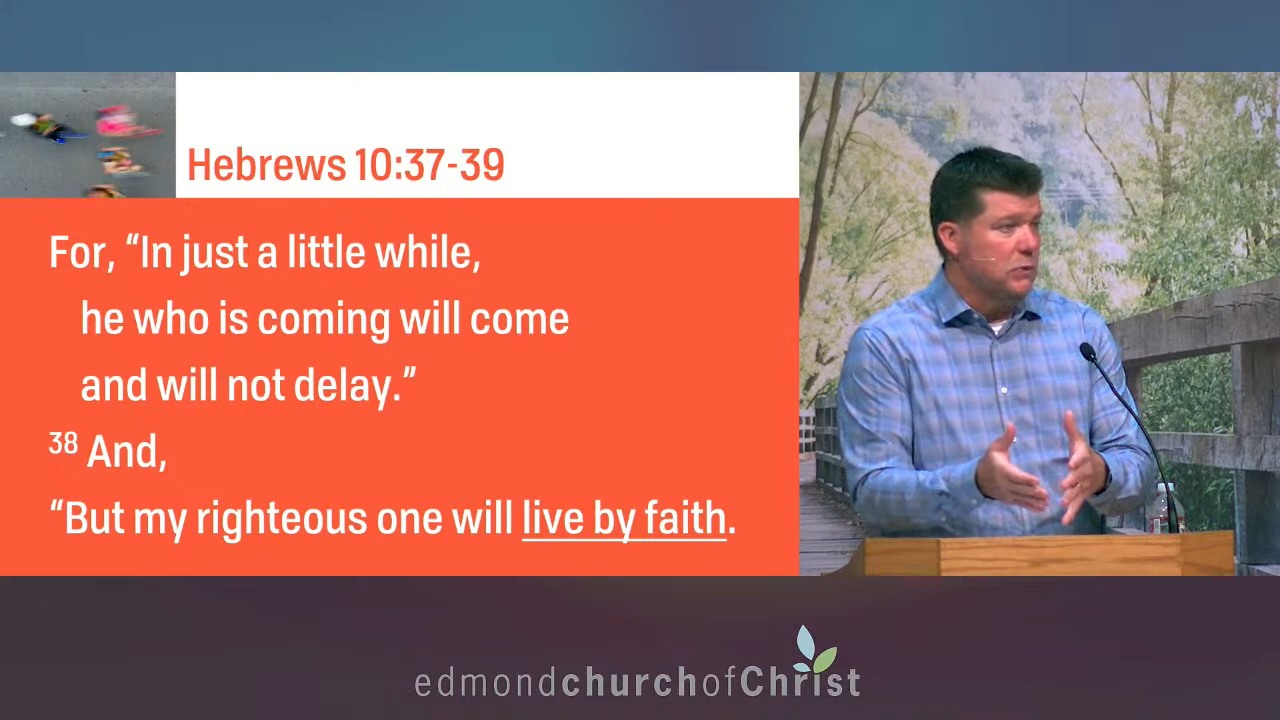 Hebrews 10:37-39
For, “In just a little while,
he who is coming will come
and will not delay.”
38 And,
“But my righteous one will live by faith.
edmondchurchofChrist